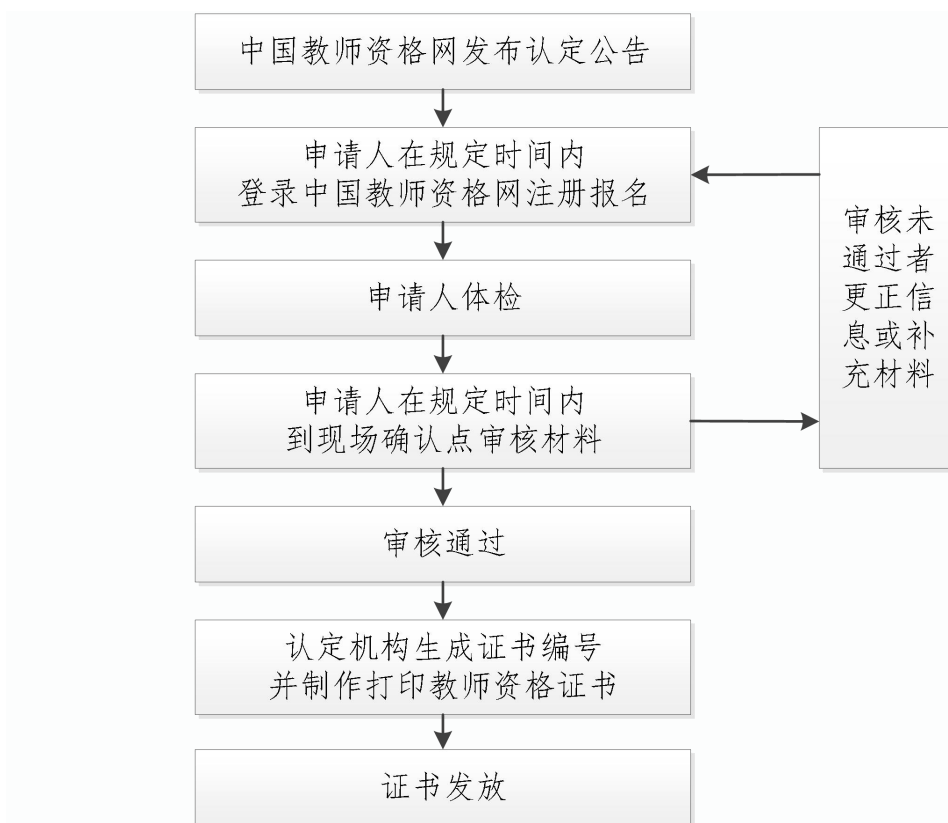 中国教师资格网发布认定公告
申请人在规定时间内
登录中国教师资格网注册报名
申请人体检
申请人在规定时间内
到现场确认点审核材料
审核未
通过者
更正信
息或补
充材料
审核通过
认定机构生成证书编号
并制作打印教师资格证书
证书发放